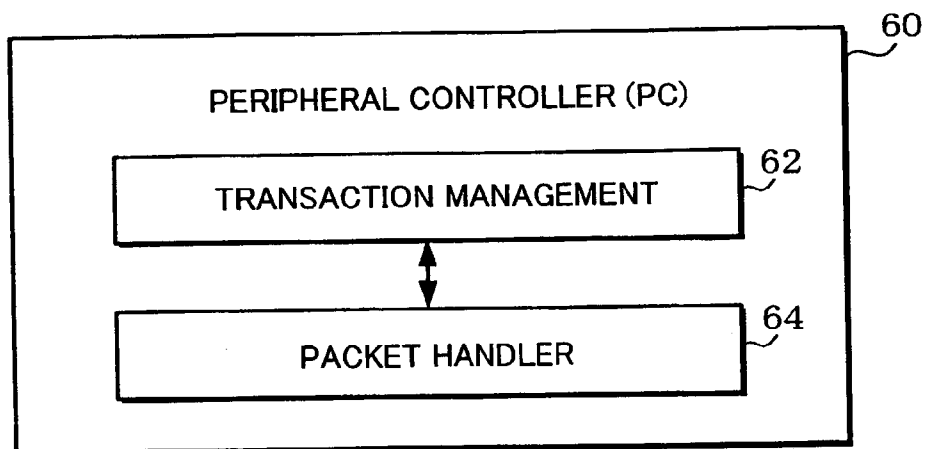 60
PERIPHERAL CONTROLLER (PC)
62
TRANSACTION MANAGEMENT
64
PACKET HANDLER